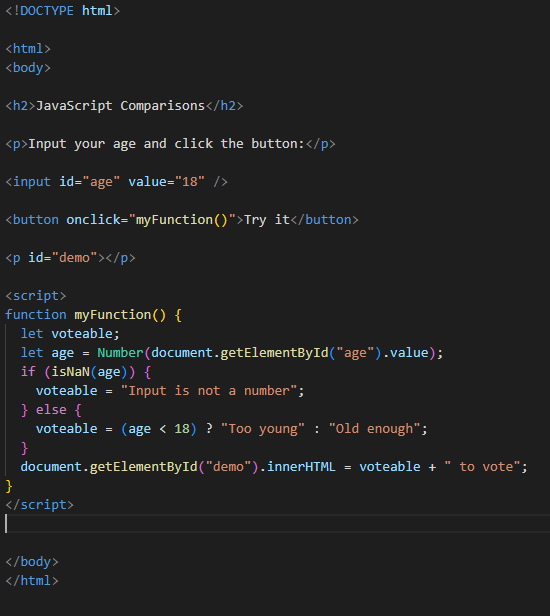 <!DOCTYPE html>
<html>
<body>
<h2>JavaScript Comparisons</h2>
<p>Input your age and click the button:</p>
<input id="age" value="18" />
<button onclick="myFunction()">Try it</button>
<p id="demo"></p>
<script>
function myFunction() {
  let voteable;
  let age = Number(document.getElementById("age").value);
  if (isNaN(age)) {
    voteable = "Input is not a number";
  } else {
    voteable = (age < 18) ? "Too young" : "Old enough";
  }
  document.getElementById("demo").innerHTML = voteable + " to vote";
}
</script>
</body>
</html>